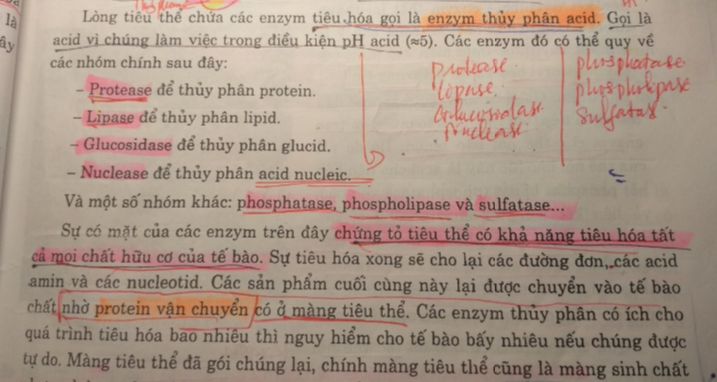 là
ây
Lòng tiêu thể chứa các enzym tiêu hóa gọi là enzym thủy phân acid. Gọi là
acid vì chúng làm việc trong điều kiện pH acid (≈5). Các enzym đó có thể quy về
các nhóm chính sau đây:
– Protease để thủy phân protein.
– Lipase để thủy phân lipid.
– Glucosidase để thủy phân glucid.
– Nuclease để thủy phân acid nucleic.
protease
lopase
Glucosidase
Nuclease
phosphatase
phospholipase
Sulfatas
Và một số nhóm khác: phosphatase, phospholipase và sulfatase...
Sự có mặt của các enzym trên đây chứng tỏ tiêu thể có khả năng tiêu hóa tất
cả mọi chất hữu cơ của tế bào. Sự tiêu hóa xong sẽ cho lại các đường đơn, các acid
amin và các nucleotid. Các sản phẩm cuối cùng này lại được chuyển vào tế bào
chất nhờ protein vận chuyển có ở màng tiêu thể. Các enzym thủy phân có ích cho
quá trình tiêu hóa bao nhiêu thì nguy hiểm cho tế bào bấy nhiêu nếu chúng được
tự do. Màng tiêu thể đã gói chúng lại, chính màng tiêu thể cũng là màng sinh chất